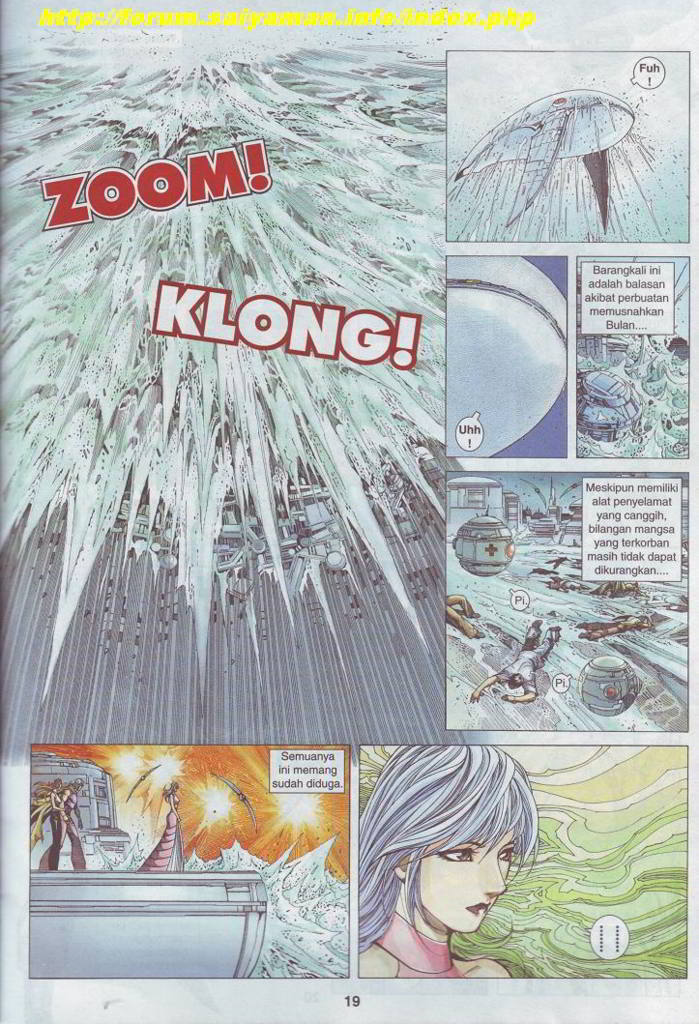 http://forum.saiyaman.info/index.php
ZOOM!
KLONG!
Fuh
!
Uhh
!
Barangkali ini
adalah balasan
akibat perbuatan
memusnahkan
Bulan....
Meskipun memiliki
alat penyelamat
yang canggih,
bilangan mangsa
yang terkorban
masih tidak dapat
dikurangkan....
Pi.
Pi.
Semuanya
ini memang
sudah diduga.
!!
19